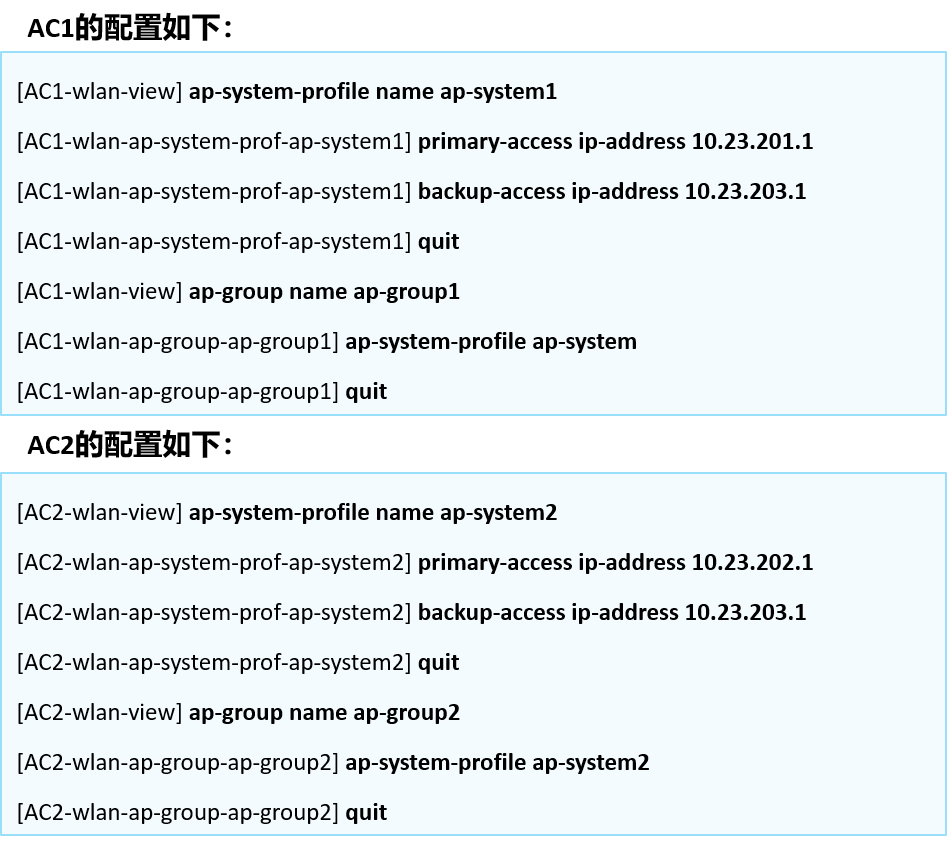 AC1的配置如下：
[AC1-wlan-view] ap-system-profile name ap-system1
[AC1-wlan-ap-system-prof-ap-system1] primary-access ip-address 10.23.201.1
[AC1-wlan-ap-system-prof-ap-system1] backup-access ip-address 10.23.203.1
[AC1-wlan-ap-system-prof-ap-system1] quit
[AC1-wlan-view] ap-group name ap-group1
[AC1-wlan-ap-group-ap-group1] ap-system-profile ap-system
[AC1-wlan-ap-group-ap-group1] quit
AC2的配置如下：
[AC2-wlan-view] ap-system-profile name ap-system2
[AC2-wlan-ap-system-prof-ap-system2] primary-access ip-address 10.23.202.1
[AC2-wlan-ap-system-prof-ap-system2] backup-access ip-address 10.23.203.1
[AC2-wlan-ap-system-prof-ap-system2] quit
[AC2-wlan-view] ap-group name ap-group2
[AC2-wlan-ap-group-ap-group2] ap-system-profile ap-system2
[AC2-wlan-ap-group-ap-group2] quit